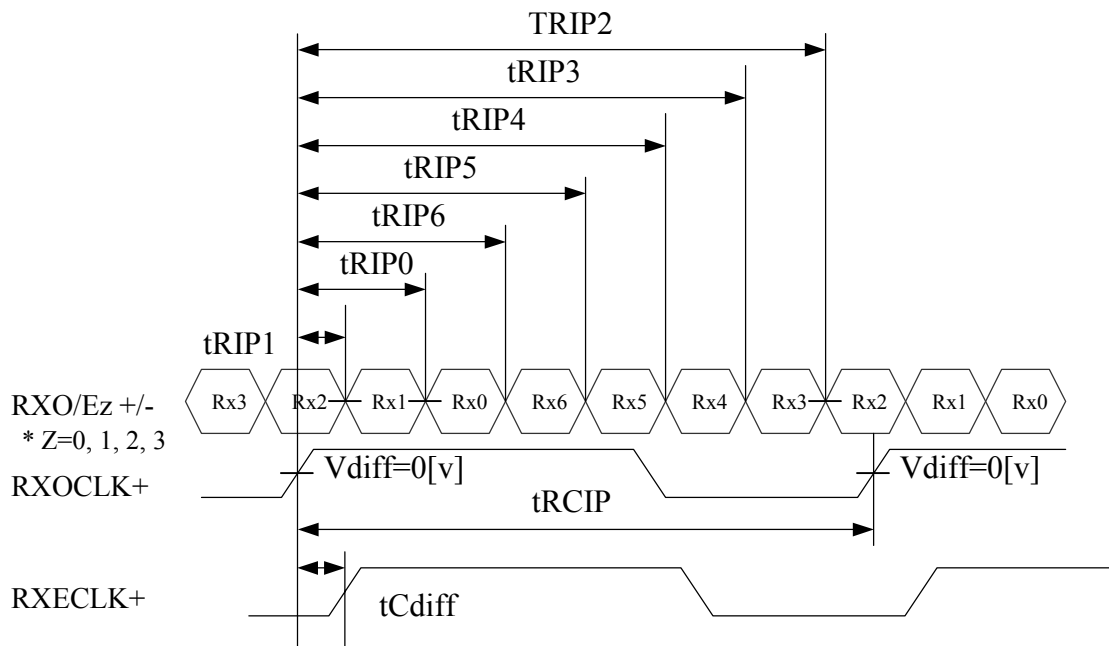 TRIP2
tRIP3
tRIP4
tRIP5
tRIP6
tRIP0
tRIP1
RXO/Ez +/-
* Z=0, 1, 2, 3
Rx3 Rx2 Rx1 Rx0 Rx6 Rx5 Rx4 Rx3 Rx2 Rx1 Rx0
RXOCLK+
Vdiff=0[v] Vdiff=0[v]
tRCIP
RXECLK+
tCdiff